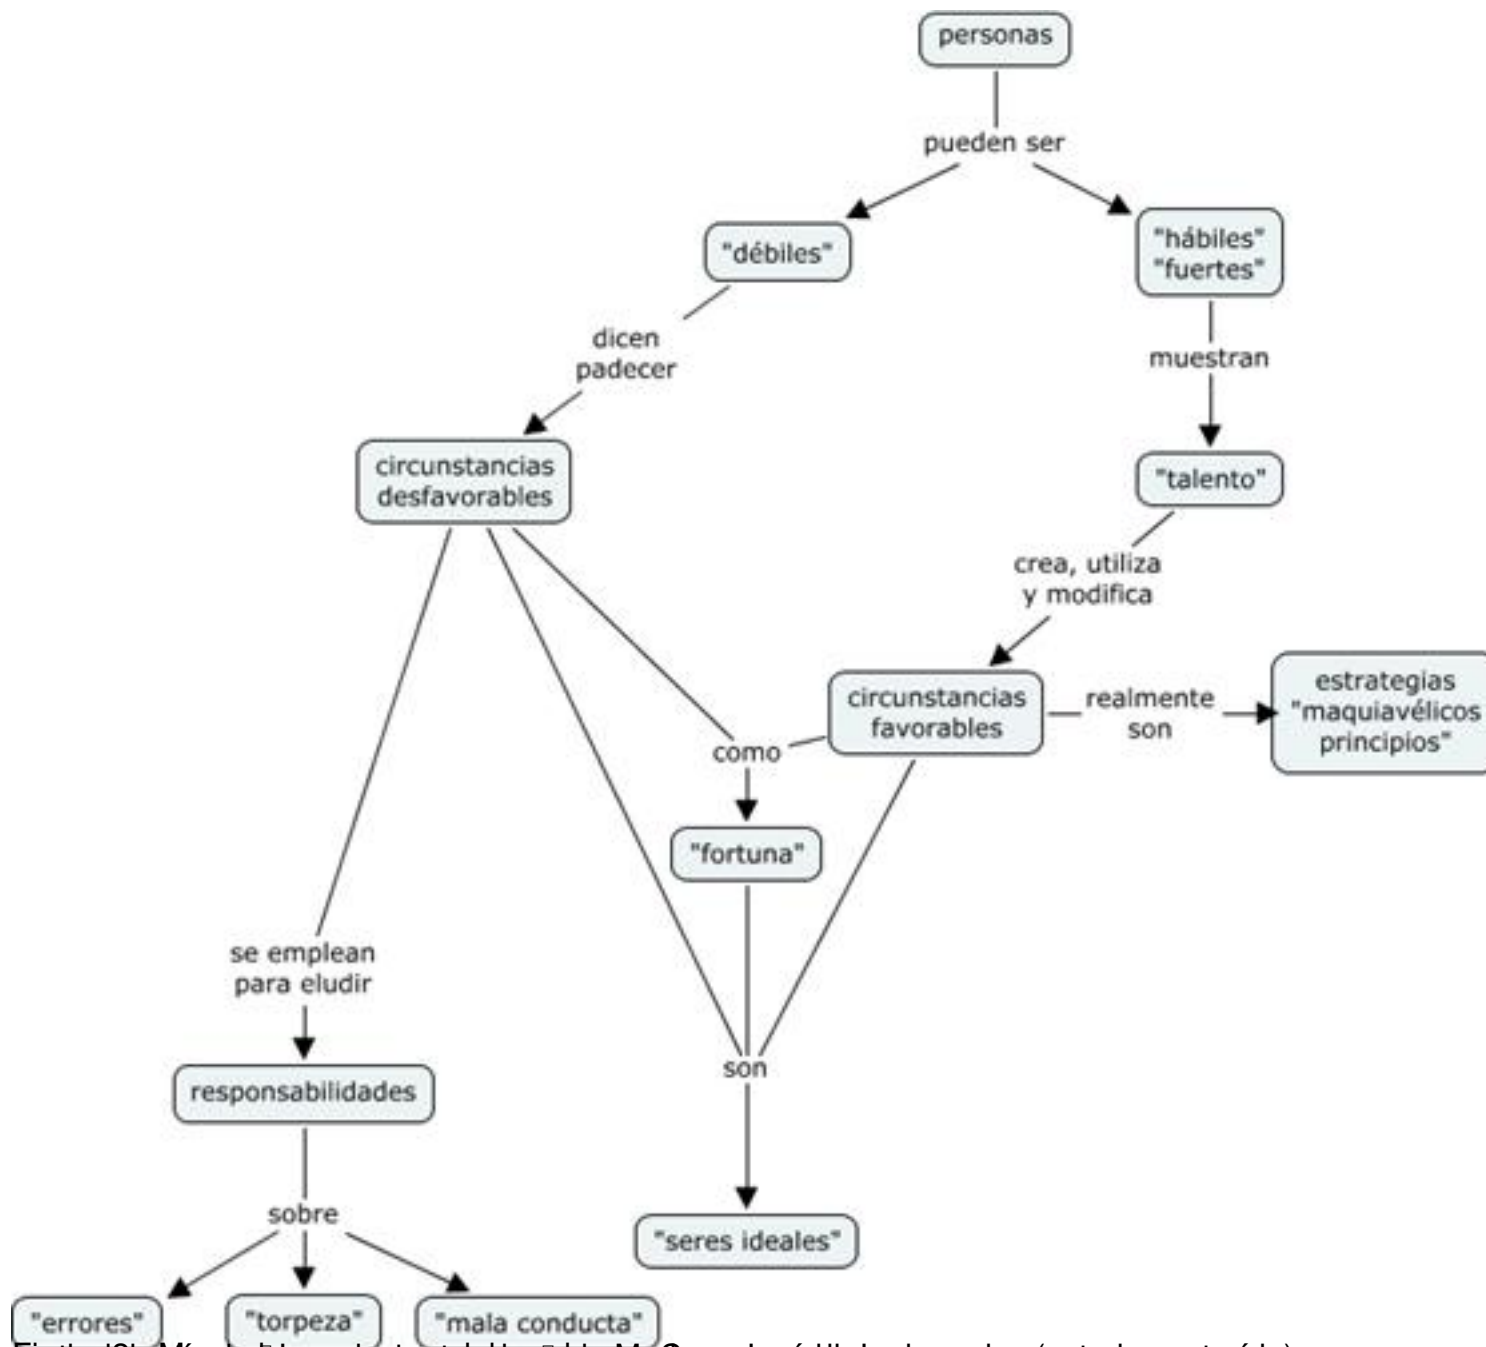 personas
pueden ser
"débiles"
"hábiles"
"fuertes"
dicen
padecer
muestran
circunstancias
desfavorables
"talento"
crea, utiliza
y modifica
circunstancias
favorables
realmente
son
estrategias
"maquiavélicos
principios"
como
"fortuna"
se emplean
para eludir
responsabilidades
son
sobre
"seres ideales"
"errores"
"torpeza"
"mala conducta"